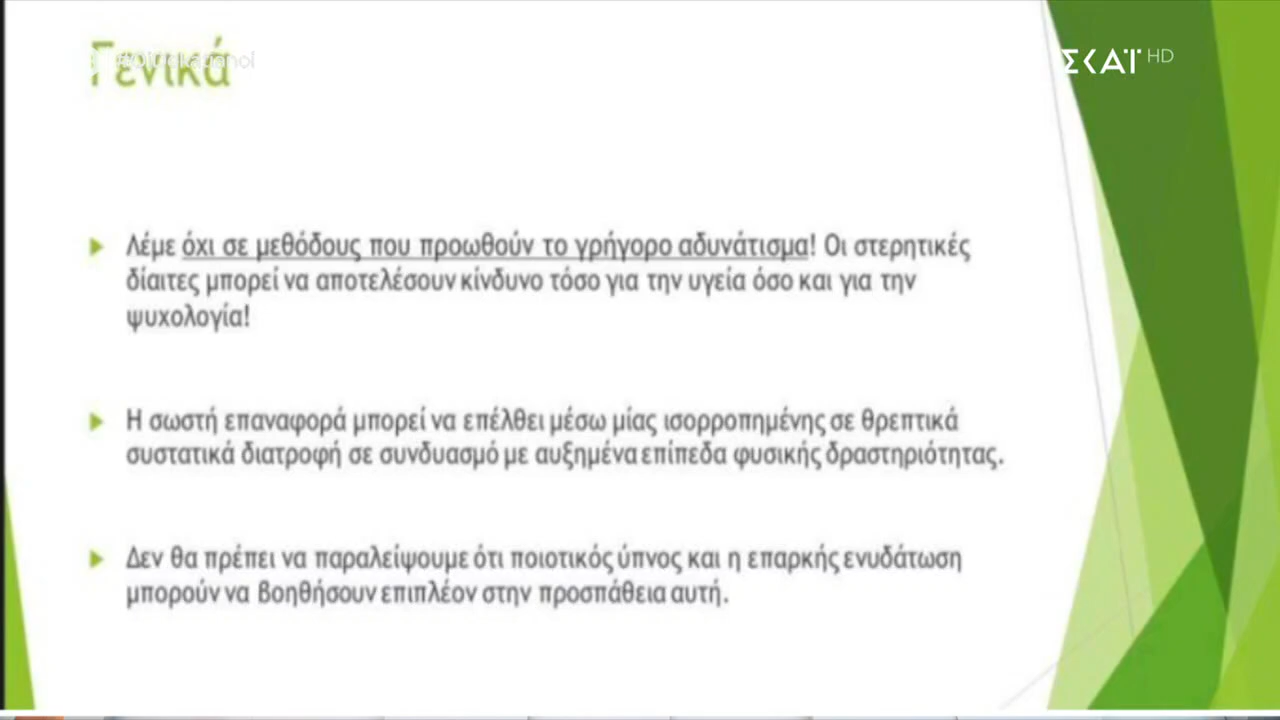 Γενικά
ΣΚΑΪ HD
Λέμε όχι σε μεθόδους που προωθούν το γρήγορο αδυνάτισμα! Οι στερητικές
δίαιτες μπορεί να αποτελέσουν κίνδυνο τόσο για την υγεία όσο και για την
ψυχολογία!
Η σωστή επαναφορά μπορεί να επέλθει μέσω μίας ισορροπημένης σε θρεπτικά
συστατικά διατροφή σε συνδυασμό με αυξημένα επίπεδα φυσικής δραστηριότητας.
Δεν θα πρέπει να παραλείψουμε ότι ποιοτικός ύπνος και η επαρκής ενυδάτωση
μπορούν να βοηθήσουν επιπλέον στην προσπάθεια αυτή.